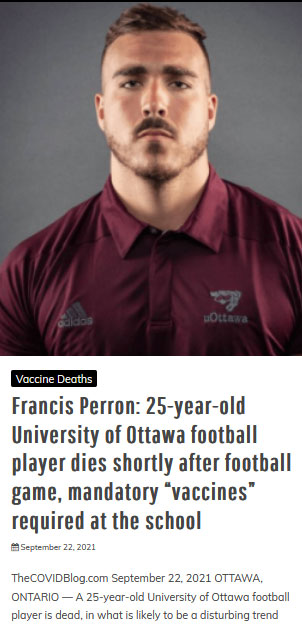 adidas
uOttawa
Vaccine Deaths
Francis Perron: 25-year-old
University of Ottawa football
player dies shortly after football
game, mandatory “vaccines”
required at the school
September 22, 2021
TheCOVIDBlog.com September 22, 2021 OTTAWA,
ONTARIO — A 25-year-old University of Ottawa football
player is dead, in what is likely to be a disturbing trend